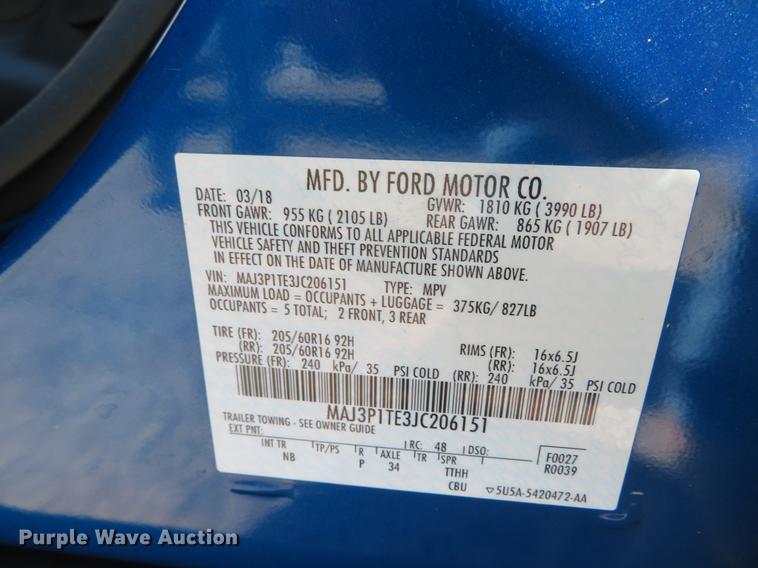 MFD. BY FORD MOTOR CO.
DATE: 03/18 GVWR: 1810 KG ( 3990 LB)
FRONT GAWR: 955 KG ( 2105 LB) REAR GAWR: 865 KG ( 1907 LB)
THIS VEHICLE CONFORMS TO ALL APPLICABLE FEDERAL MOTOR
VEHICLE SAFETY AND THEFT PREVENTION STANDARDS
IN EFFECT ON THE DATE OF MANUFACTURE SHOWN ABOVE.
VIN: MAJ3P1TE3JC206151 TYPE: MPV
MAXIMUM LOAD = OCCUPANTS + LUGGAGE = 375KG/ 827LB
OCCUPANTS = 5 TOTAL; 2 FRONT, 3 REAR
TIRE (FR): 205/60R16 92H RIMS (FR): 16x6.5J
(RR): 205/60R16 92H (RR): 16x6.5J
PRESSURE (FR): 240 kPa/ 35 PSI COLD (RR): 240 kPa/ 35 PSI COLD
MAJ3P1TE3JC206151
TRAILER TOWING - SEE OWNER GUIDE
EXT PNT: RC: 48 DSO: F0027
INT TR TP/PS R AXLE TR SPR R0039
NB P 34 TTHH
CBU ▽5U5A-5420472-AA
Purple Wave Auction